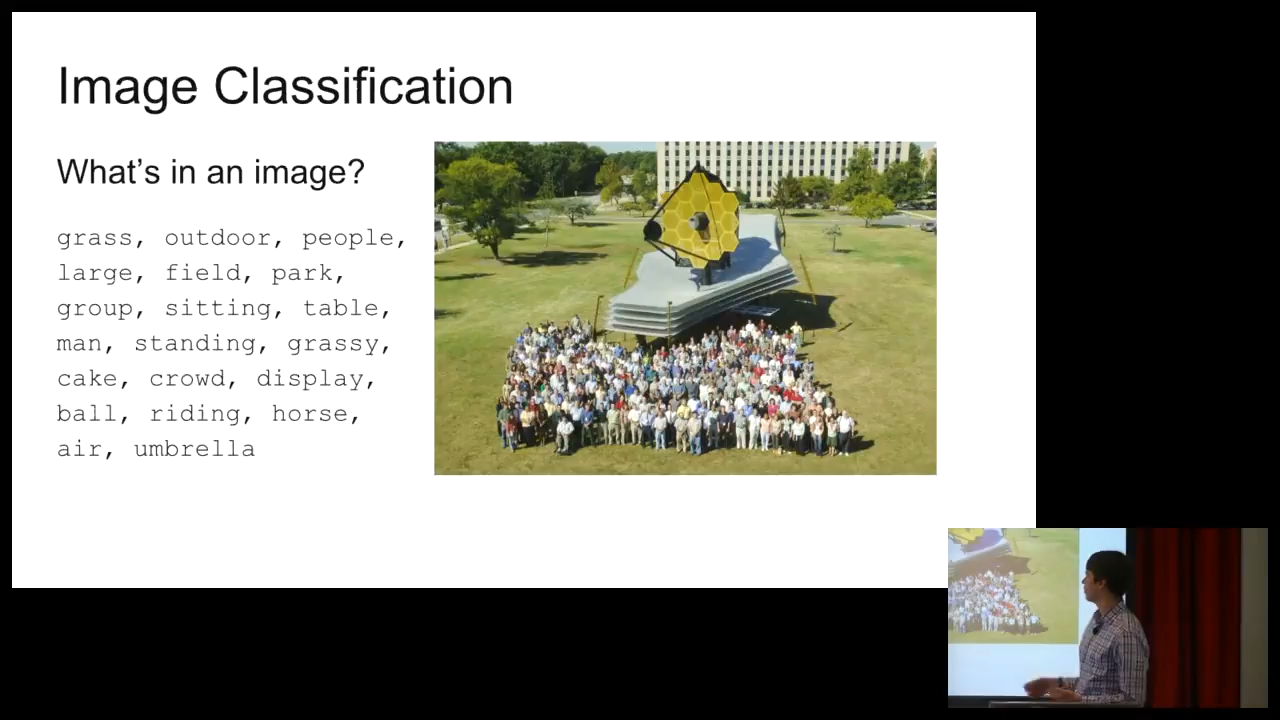 Image Classification
What's in an image?
grass, outdoor, people,
large, field, park,
group, sitting, table,
man, standing, grassy,
cake, crowd, display,
ball, riding, horse,
air, umbrella